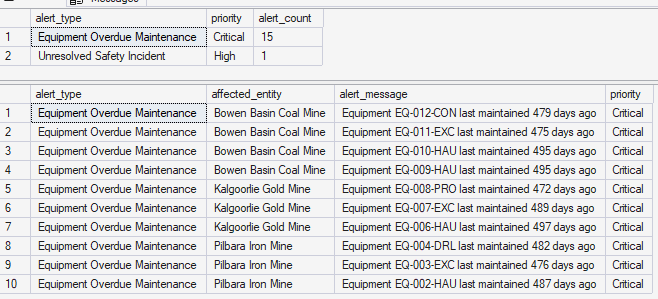 Messages
alert_type priority alert_count
1 Equipment Overdue Maintenance Critical 15
2 Unresolved Safety Incident High 1
alert_type affected_entity alert_message priority
1 Equipment Overdue Maintenance Bowen Basin Coal Mine Equipment EQ-012-CON last maintained 479 days ago Critical
2 Equipment Overdue Maintenance Bowen Basin Coal Mine Equipment EQ-011-EXC last maintained 475 days ago Critical
3 Equipment Overdue Maintenance Bowen Basin Coal Mine Equipment EQ-010-HAU last maintained 495 days ago Critical
4 Equipment Overdue Maintenance Bowen Basin Coal Mine Equipment EQ-009-HAU last maintained 495 days ago Critical
5 Equipment Overdue Maintenance Kalgoorlie Gold Mine Equipment EQ-008-PRO last maintained 472 days ago Critical
6 Equipment Overdue Maintenance Kalgoorlie Gold Mine Equipment EQ-007-EXC last maintained 489 days ago Critical
7 Equipment Overdue Maintenance Kalgoorlie Gold Mine Equipment EQ-006-HAU last maintained 497 days ago Critical
8 Equipment Overdue Maintenance Pilbara Iron Mine Equipment EQ-004-DRL last maintained 482 days ago Critical
9 Equipment Overdue Maintenance Pilbara Iron Mine Equipment EQ-003-EXC last maintained 476 days ago Critical
10 Equipment Overdue Maintenance Pilbara Iron Mine Equipment EQ-002-HAU last maintained 487 days ago Critical